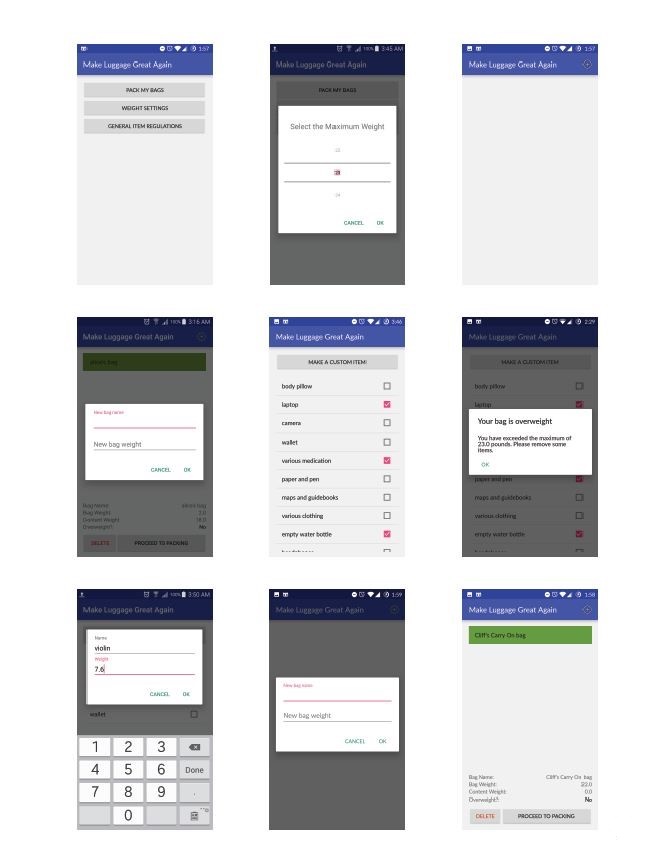 1:57
Make Luggage Great Again
PACK MY BAGS
WEIGHT SETTINGS
GENERAL ITEM REGULATIONS
100% 3:45 AM
Make Luggage Great Again
PACK MY BAGS
Select the Maximum Weight
22
23
24
CANCEL OK
1:57
Make Luggage Great Again
100% 3:16 AM
Make Luggage Great Again
New bag name
New bag weight
CANCEL OK
Bag Name
Bag Weight 2.0
Content Weight
Overweight? No
DELETE PROCEED TO PACKING
3:46
Make Luggage Great Again
MAKE A CUSTOM ITEM!
body pillow
laptop
camera
wallet
various medication
paper and pen
maps and guidebooks
various clothing
empty water bottle
2:29
Make Luggage Great Again
MAKE A CUSTOM ITEM
body pillow
laptop
Your bag is overweight
You have exceeded the maximum of
23.0 pounds. Please remove some
items.
OK
paper and pen
maps and guidebooks
various clothing
empty water bottle
100% 3:50 AM
Make Luggage Great Again
Name
violin
Weight
7.6
CANCEL OK
wallet
1 2 3
4 5 6 Done
7 8 9 .
0
1:59
Make Luggage Great Again
New bag name
New bag weight
CANCEL OK
1:58
Make Luggage Great Again
Cliff's Carry-On bag
Bag Name: Cliff's Carry On bag
Bag Weight: 22.0
Content Weight: 0.0
Overweight?: No
DELETE PROCEED TO PACKING